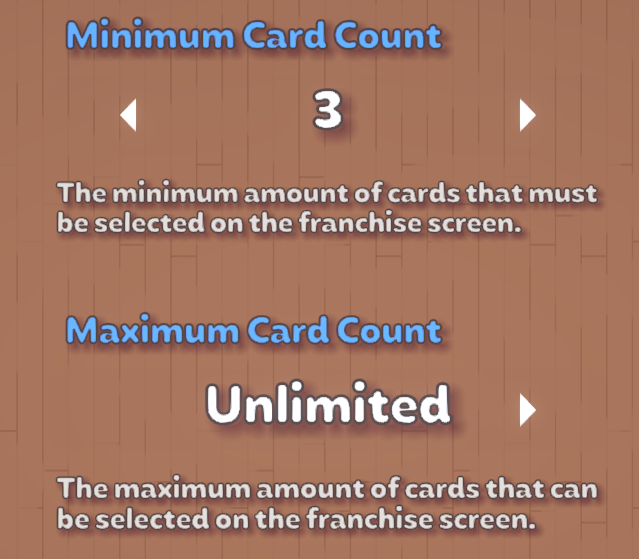 Minimum Card Count
3
The minimum amount of cards that must
be selected on the franchise screen.
Maximum Card Count
Unlimited
The maximum amount of cards that can
be selected on the franchise screen.